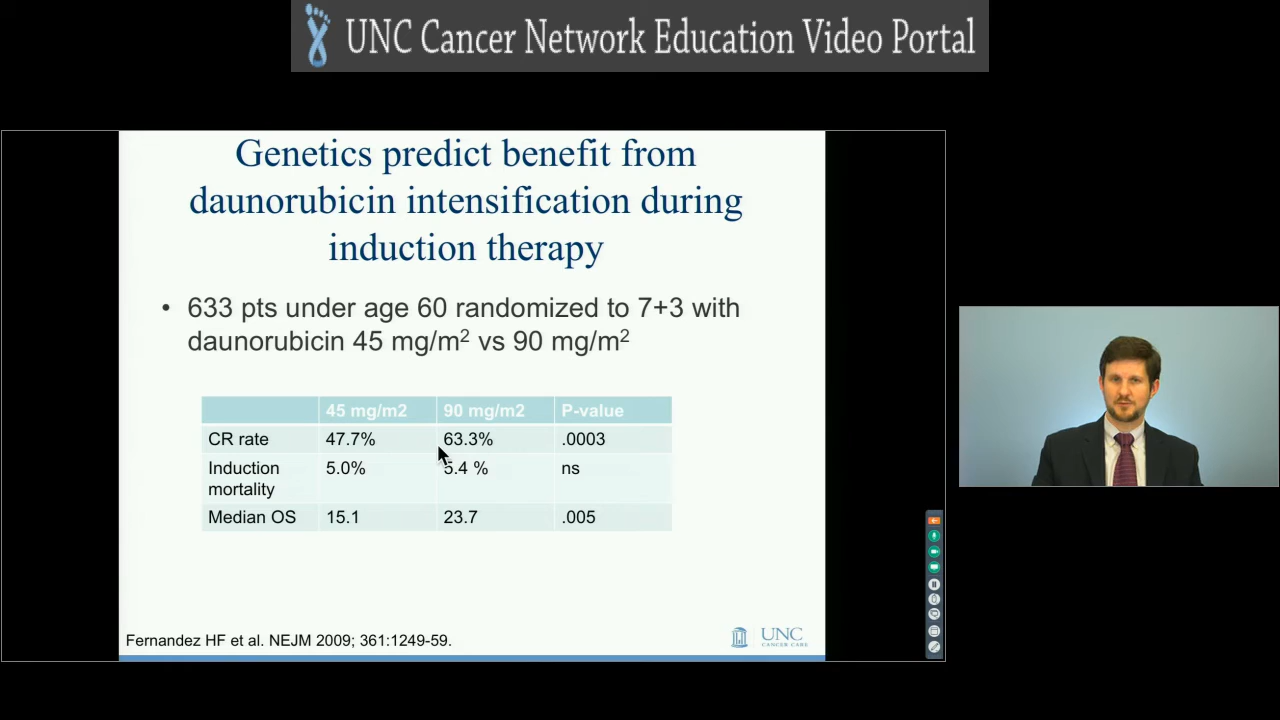 UNC Cancer Network Education Video Portal
Genetics predict benefit from
daunorubicin intensification during
induction therapy
• 633 pts under age 60 randomized to 7+3 with
daunorubicin 45 mg/m² vs 90 mg/m²
45 mg/m2 90 mg/m2 P-value
CR rate 47.7% 63.3% .0003
Induction mortality 5.0% 5.4 % ns
Median OS 15.1 23.7 .005
Fernandez HF et al. NEJM 2009; 361:1249-59.
UNC
CANCER CARE